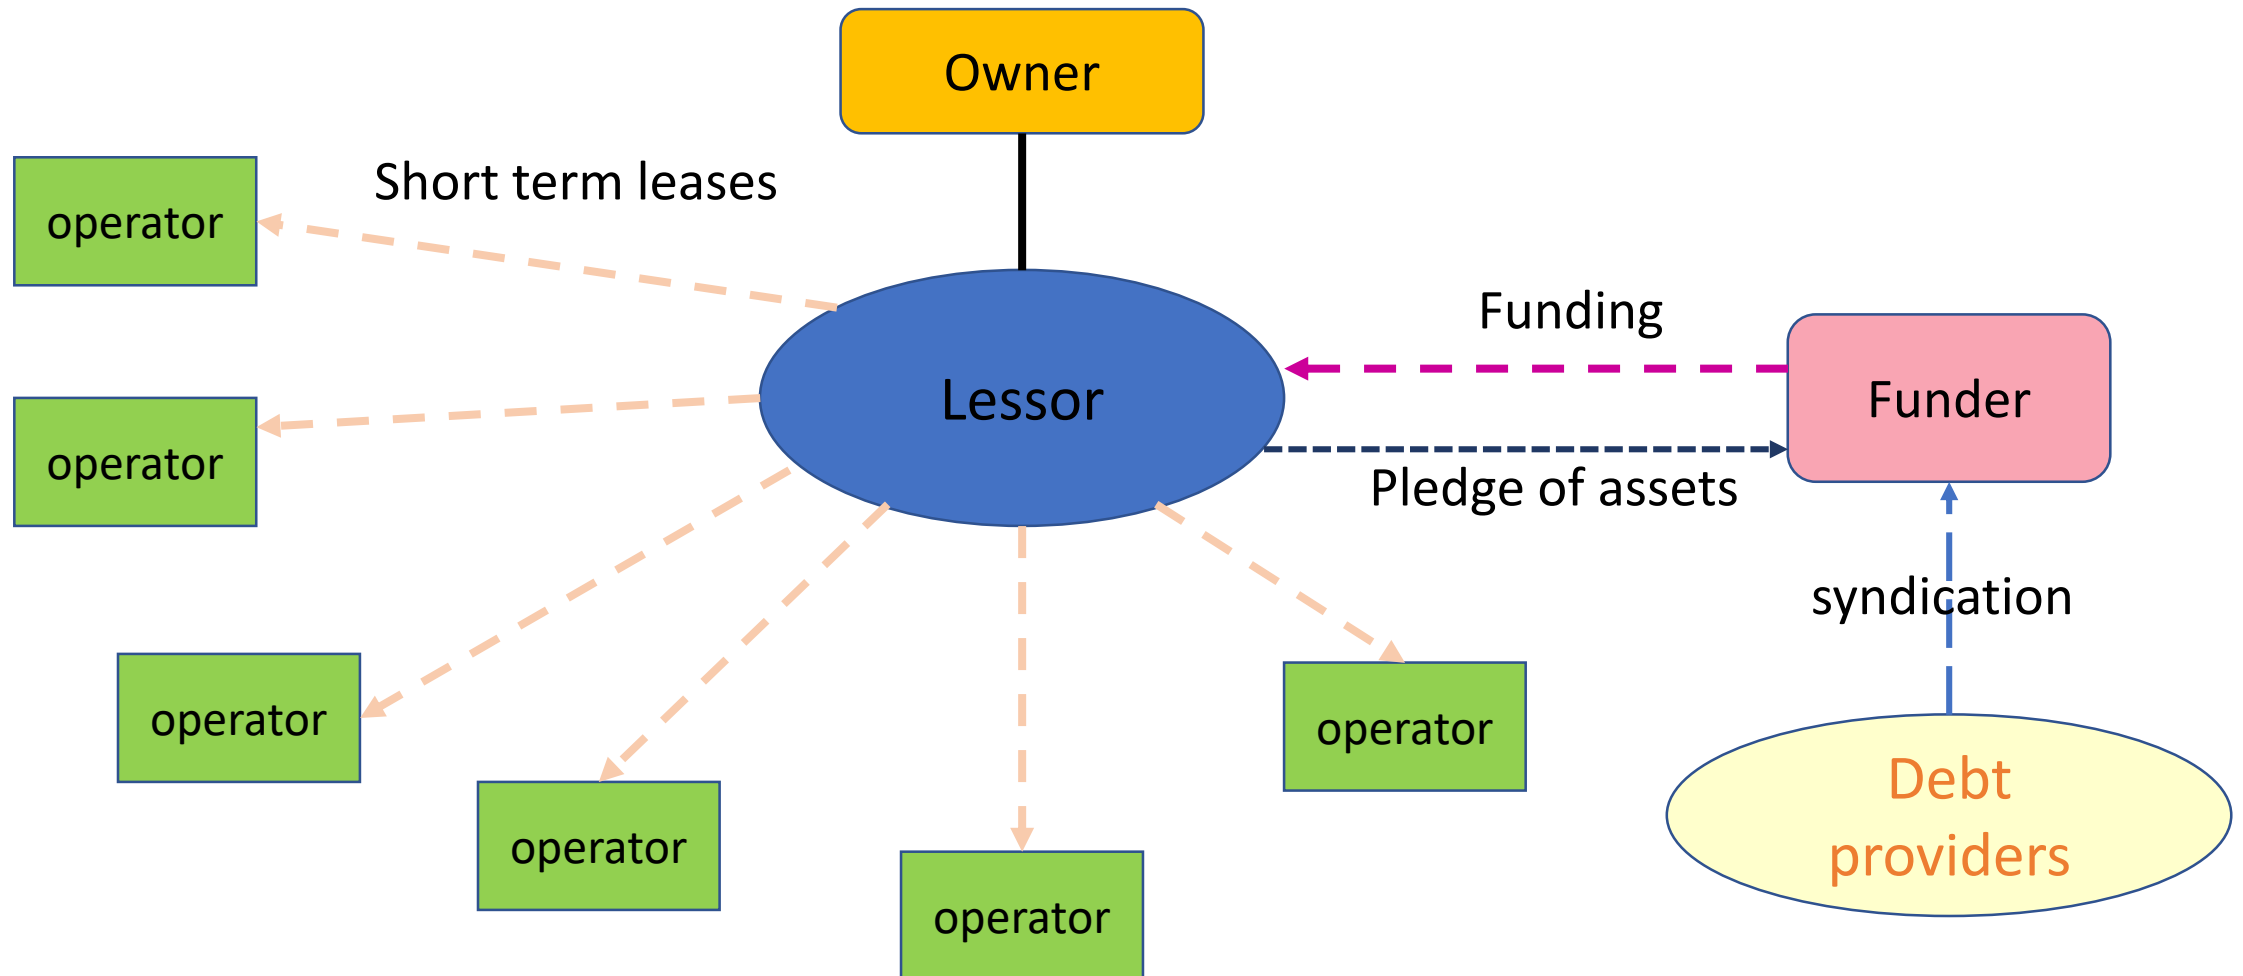 Owner
Short term leases
operator
Funding
Lessor
Funder
operator
Pledge of assets
syndication
operator
operator
operator
operator
Debt
providers